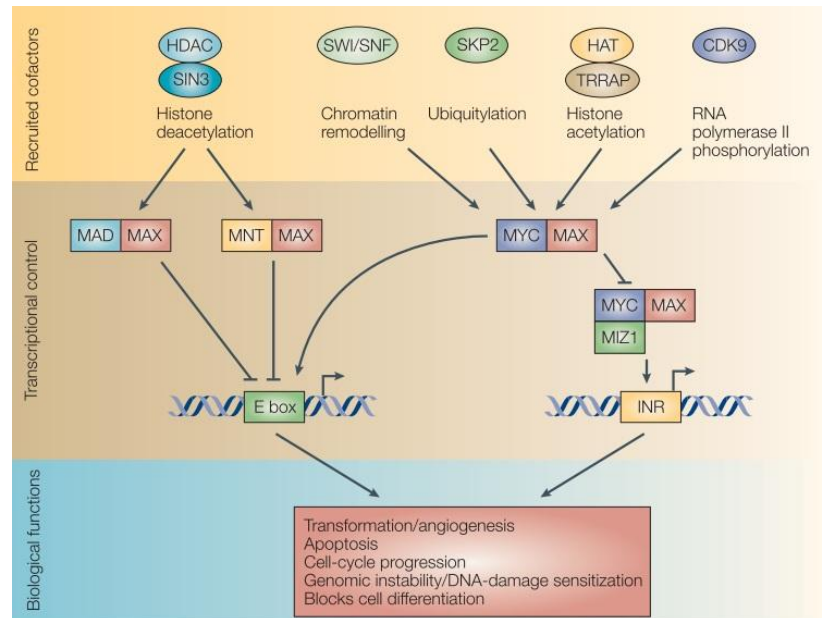 Recruited cofactors
HDAC
SIN3
Histone
deacetylation
SWI/SNF
Chromatin
remodelling
SKP2
Ubiquitylation
HAT
TRRAP
Histone
acetylation
CDK9
RNA
polymerase II
phosphorylation
Transcriptional control
MAD MAX
MNT MAX
MYC MAX
MYC MAX
MIZ1
E box
INR
Biological functions
Transformation/angiogenesis
Apoptosis
Cell-cycle progression
Genomic instability/DNA-damage sensitization
Blocks cell differentiation